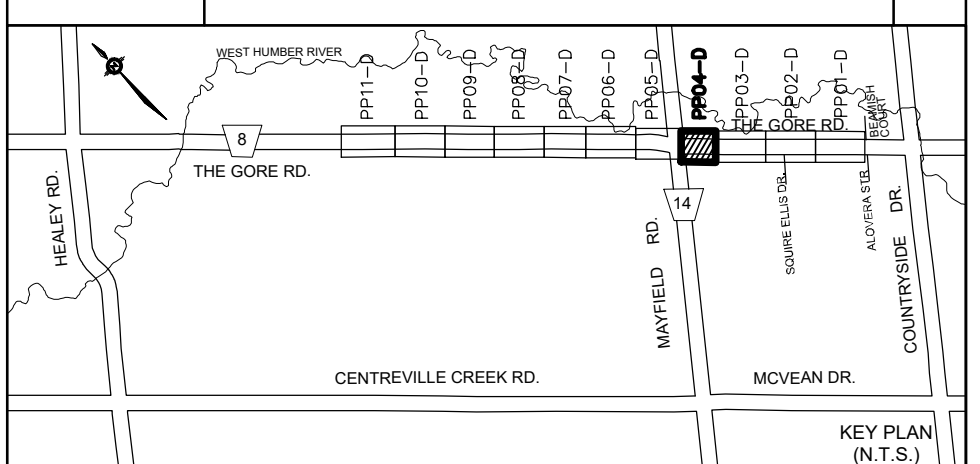 WEST HUMBER RIVER
PP11-D
PP10-D
PP09-D
PP08-D
PP07-D
PP06-D
PP05-D
PP04-D
PP03-D
PP02-D
PP01-D
BEAMISH
COURT
THE GORE RD.
8
THE GORE RD.
HEALEY RD.
14
MAYFIELD RD.
SQUIRE ELLIS DR.
ALOVERA STR.
COUNTRYSIDE DR.
CENTREVILLE CREEK RD.
MCVEAN DR.
KEY PLAN
(N.T.S.)